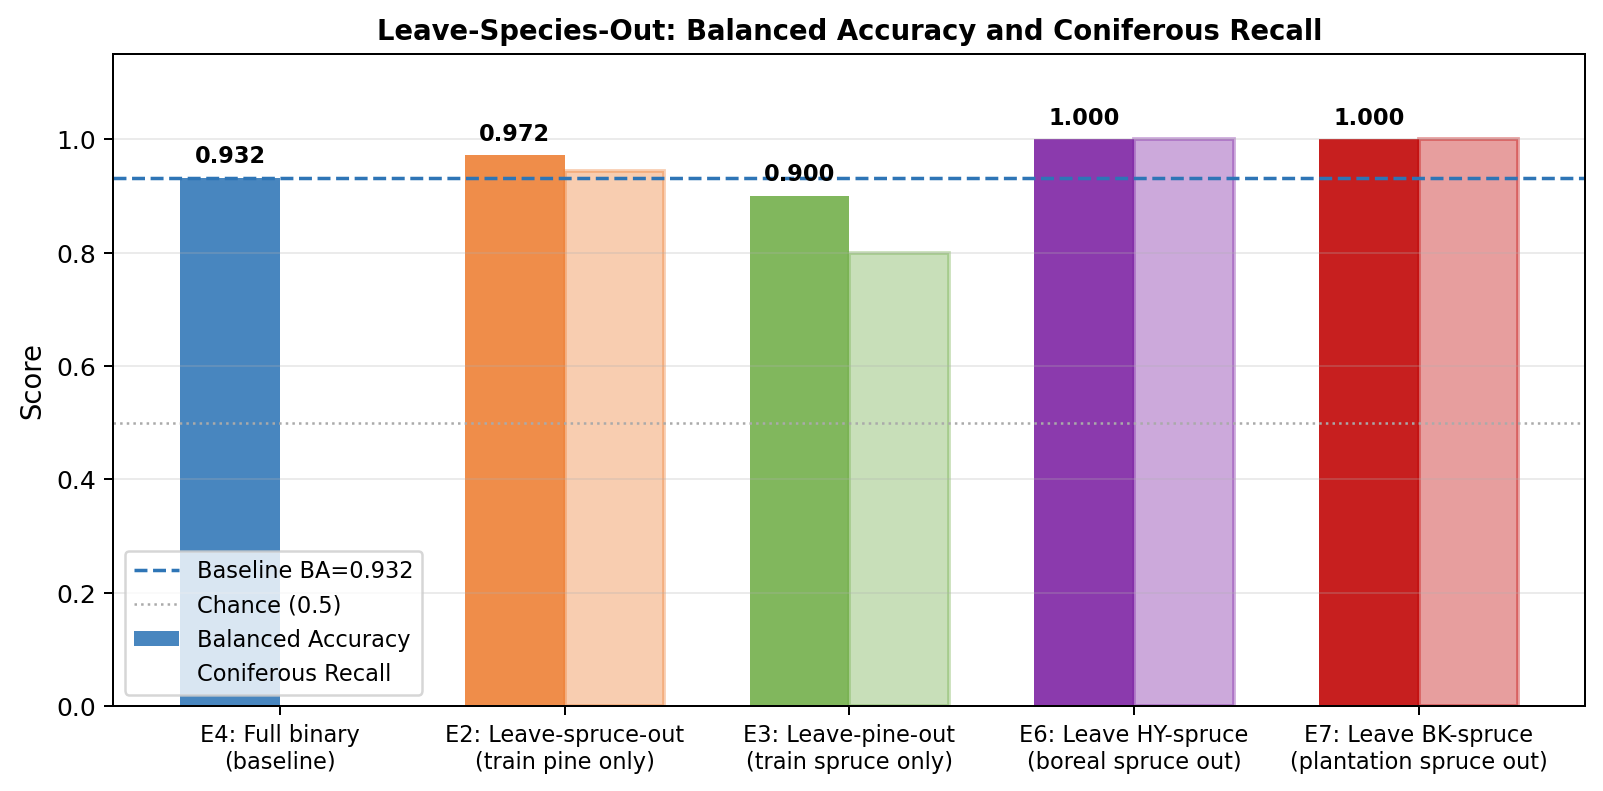 Leave-Species-Out: Balanced Accuracy and Coniferous Recall
Score
1.0
0.8
0.6
0.4
0.2
0.0
0.932
0.972
0.900
1.000
1.000
Baseline BA=0.932
Chance (0.5)
Balanced Accuracy
Coniferous Recall
E4: Full binary
(baseline)
E2: Leave-spruce-out
(train pine only)
E3: Leave-pine-out
(train spruce only)
E6: Leave HY-spruce
(boreal spruce out)
E7: Leave BK-spruce
(plantation spruce out)